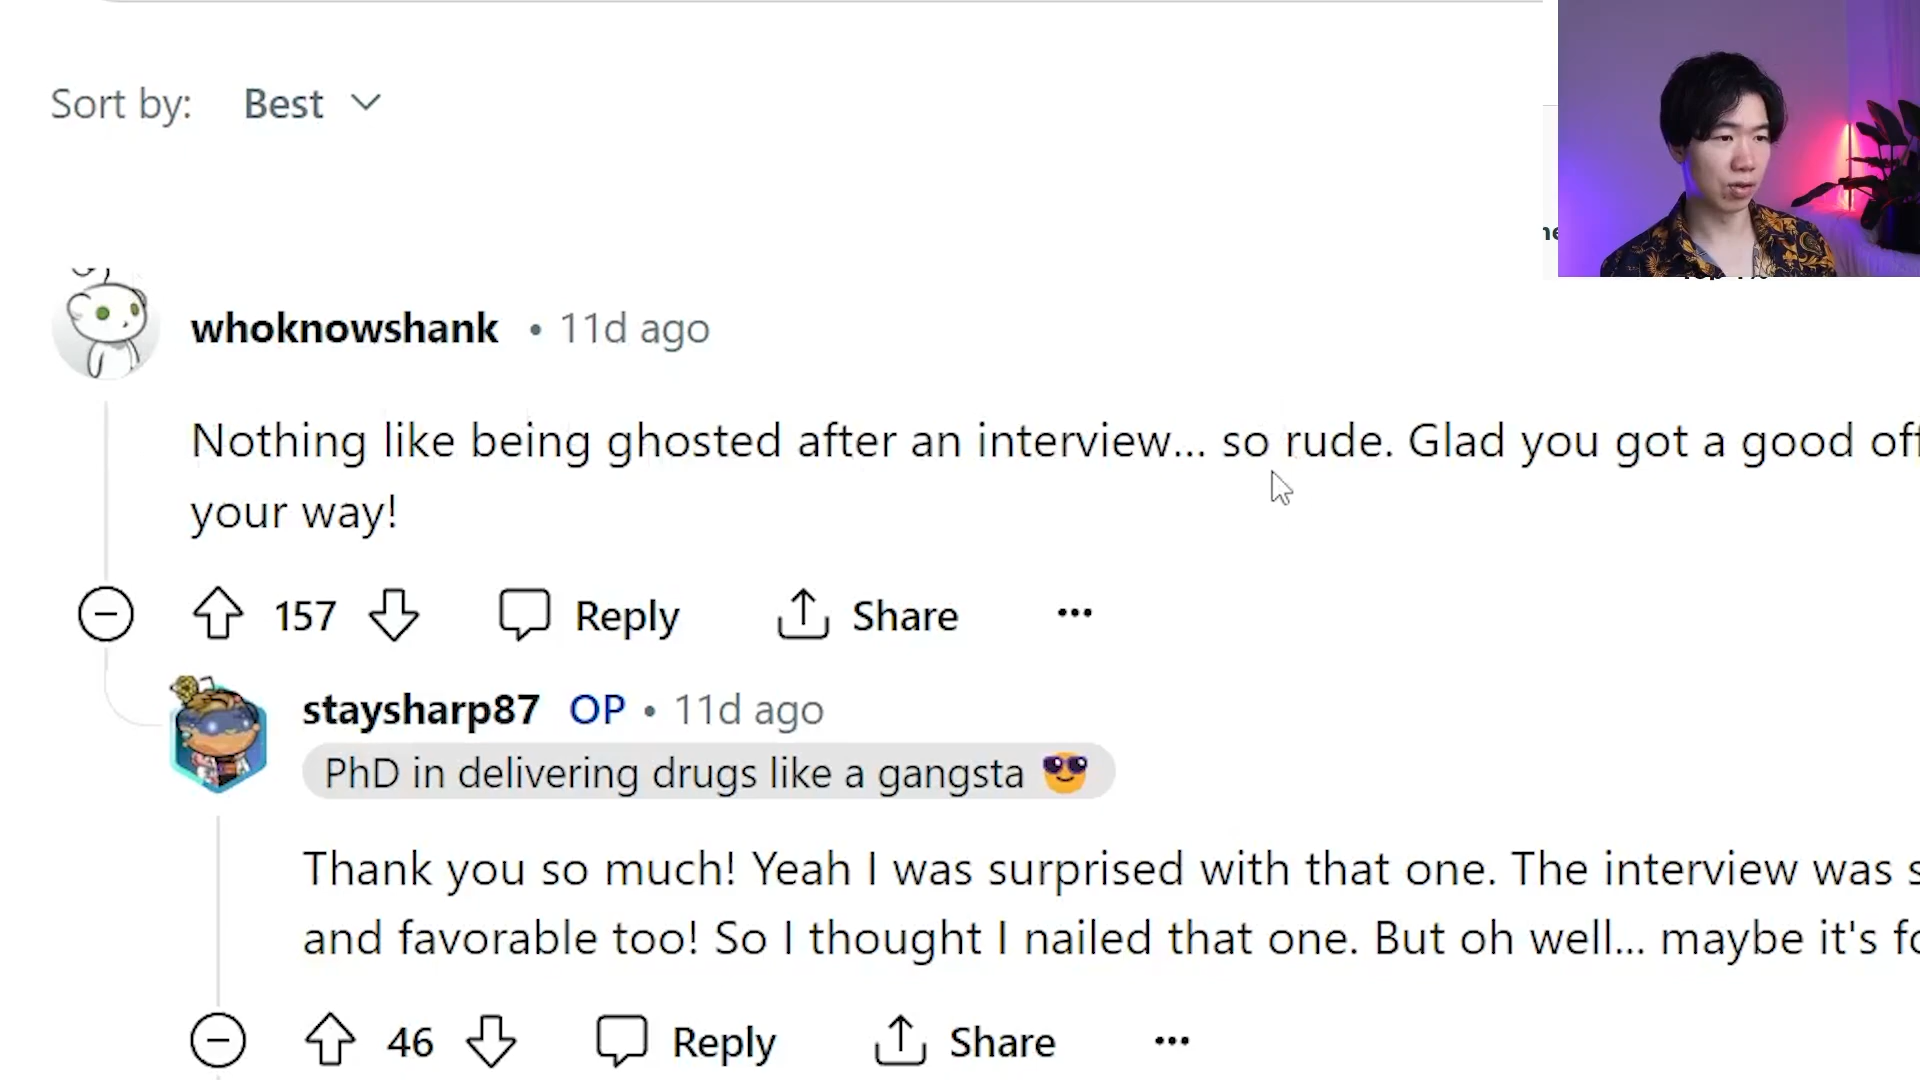 Sort by: Best
whoknowshank • 11d ago
Nothing like being ghosted after an interview... so rude. Glad you got a good
your way!
157 Reply Share ...
staysharp87 OP • 11d ago
PhD in delivering drugs like a gangsta 😎
Thank you so much! Yeah I was surprised with that one. The interview was
and favorable too! So I thought I nailed that one. But oh well... maybe it's
46 Reply Share ...